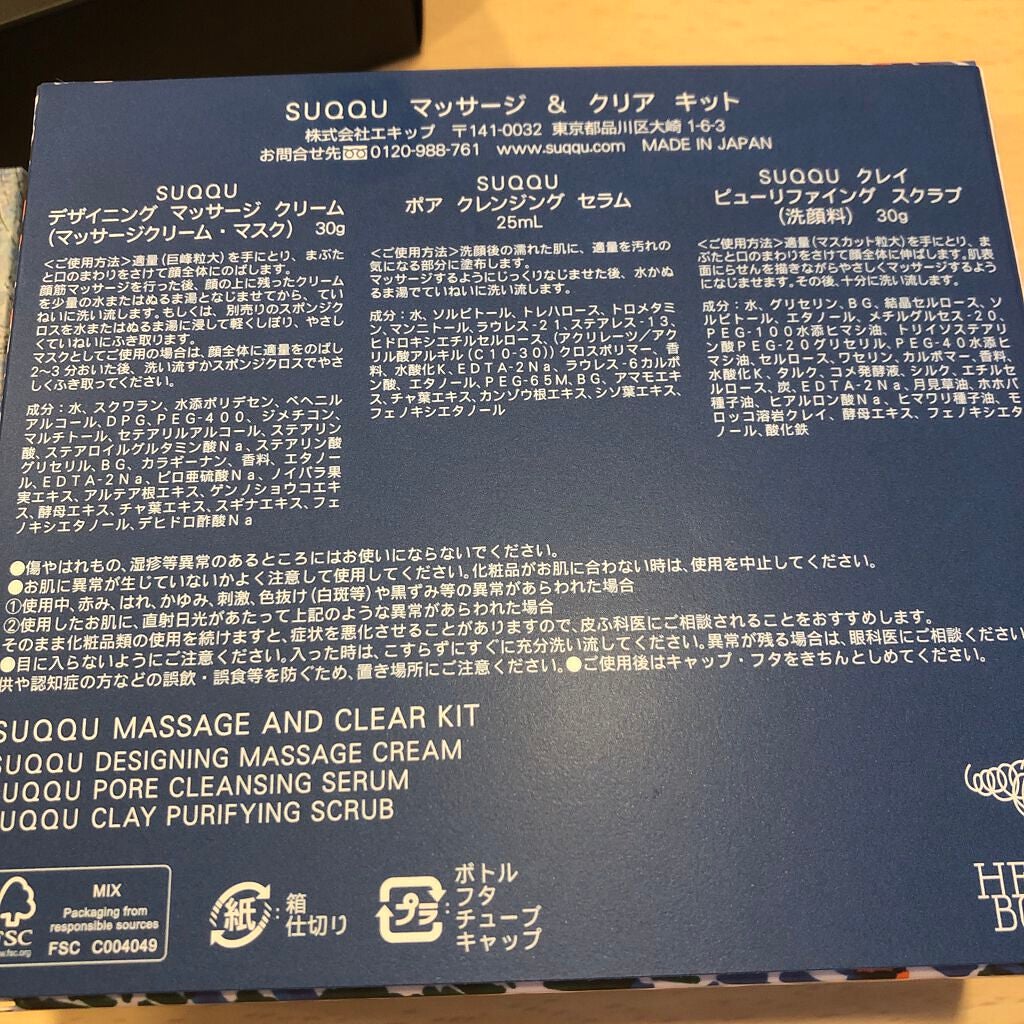 SUQQU マッサージ & クリア キット
株式会社エキップ 〒141-0032 東京都品川区大崎 1-6-3
お問合せ先 0120-988-761 www.suqqu.com MADE IN JAPAN
SUQQU
デザイニング マッサージ クリーム
(マッサージクリーム・マスク) 30g
<ご使用方法>適量(巨峰粒大)を手にとり、まぶた
と口のまわりをさけて顔全体にのばします。
顔筋マッサージを行った後、顔の上に残ったクリーム
を少量の水またはぬるま湯となじませてから、てい
ねいに洗い流します。もしくは、別売りのスポンジク
ロスを水またはぬるま湯に浸して軽くしぼり、やさし
くていねいにふき取ります。
マスクとしてご使用の場合は、顔全体に適量をのばし
2~3分おいた後、洗い流すかスポンジクロスでやさ
しくふき取ってください。
成分:水、スクワラン、水添ポリデセン、ベヘニル
アルコール、DPG、PEG-400、ジメチコン、
マルチトール、セテアリルアルコール、ステアリン
酸、ステアロイルグルタミン酸Na、ステアリン酸
グリセリル、BG、カラギーナン、香料、エタノー
ル、EDTA-2Na、ピロ亜硫酸Na、ノイバラ果
実エキス、アルテア根エキス、ゲンノショウコエキ
ス、酵母エキス、チャ葉エキス、スギナエキス、フェ
ノキシエタノール、デヒドロ酢酸Na
SUQQU
ポア クレンジング セラム
25mL
<ご使用方法>洗顔後の濡れた肌に、適量を汚れの
気になる部分に塗布します。
マッサージするようにじっくりなじませた後、水かぬ
るま湯でていねいに洗い流します。
成分:水、ソルビトール、トレハロース、トロメタミ
ン、マンニトール、ラウレス-21、ステアレス-13、
ヒドロキシエチルセルロース、(アクリレーツ/アク
リル酸アルキル(C10-30))クロスポリマー、香
料、水酸化K、EDTA-2Na、ラウレス-6カルボ
ン酸、エタノール、PEG-65M、BG、アマモエキ
ス、チャ葉エキス、カンゾウ根エキス、シソ葉エキス、
フェノキシエタノール
SUQQU クレイ
ピューリファイング スクラブ
(洗顔料) 30g
<ご使用方法>適量(マスカット粒大)を手にとり、ま
ぶたと口のまわりをさけて顔全体に伸ばします。肌表
面にらせんを描きながらやさしくマッサージするよう
になじませます。その後、十分に洗い流します。
成分:水、グリセリン、BG、結晶セルロース、ソ
ルビトール、エタノール、メチルグルセス-20、
PEG-100水添ヒマシ油、トリイソステアリ
ン酸PEG-20グリセリル、PEG-40水添ヒ
マシ油、セルロース、ワセリン、カルボマー、香料、
水酸化K、タルク、コメ発酵液、シルク、エチルセ
ルロース、炭、EDTA-2Na、月見草油、ホホバ
種子油、ヒアルロン酸Na、ヒマワリ種子油、モ
ロッコ溶岩クレイ、酵母エキス、フェノキシエタ
ノール、酸化鉄
●傷やはれもの、湿疹等異常のあるところにはお使いにならないでください。
●お肌に異常が生じていないかよく注意して使用してください。化粧品がお肌に合わない時は、使用を中止してください。
①使用中、赤み、はれ、かゆみ、刺激、色抜け(白斑等)や黒ずみ等の異常があらわれた場合
②使用したお肌に、直射日光があたって上記のような異常があらわれた場合
そのまま化粧品類の使用を続けますと、症状を悪化させることがありますので、皮ふ科医にご相談されることをおすすめします。
●目に入らないようにご注意ください。入った時は、こすらずにすぐに充分洗い流してください。異常が残る場合は、眼科医にご相談ください
供や認知症の方などの誤飲・誤食等を防ぐため、置き場所にご注意ください。●ご使用後はキャップ・フタをきちんとしめてください。
SUQQU MASSAGE AND CLEAR KIT
SUQQU DESIGNING MASSAGE CREAM
SUQQU PORE CLEANSING SERUM
SUQQU CLAY PURIFYING SCRUB
MIX
Packaging from
responsible sources
FSC C004049
FSC
www.fsc.org
紙:箱
仕切り
プラ:ボトル
フタ
チューブ
キャップ